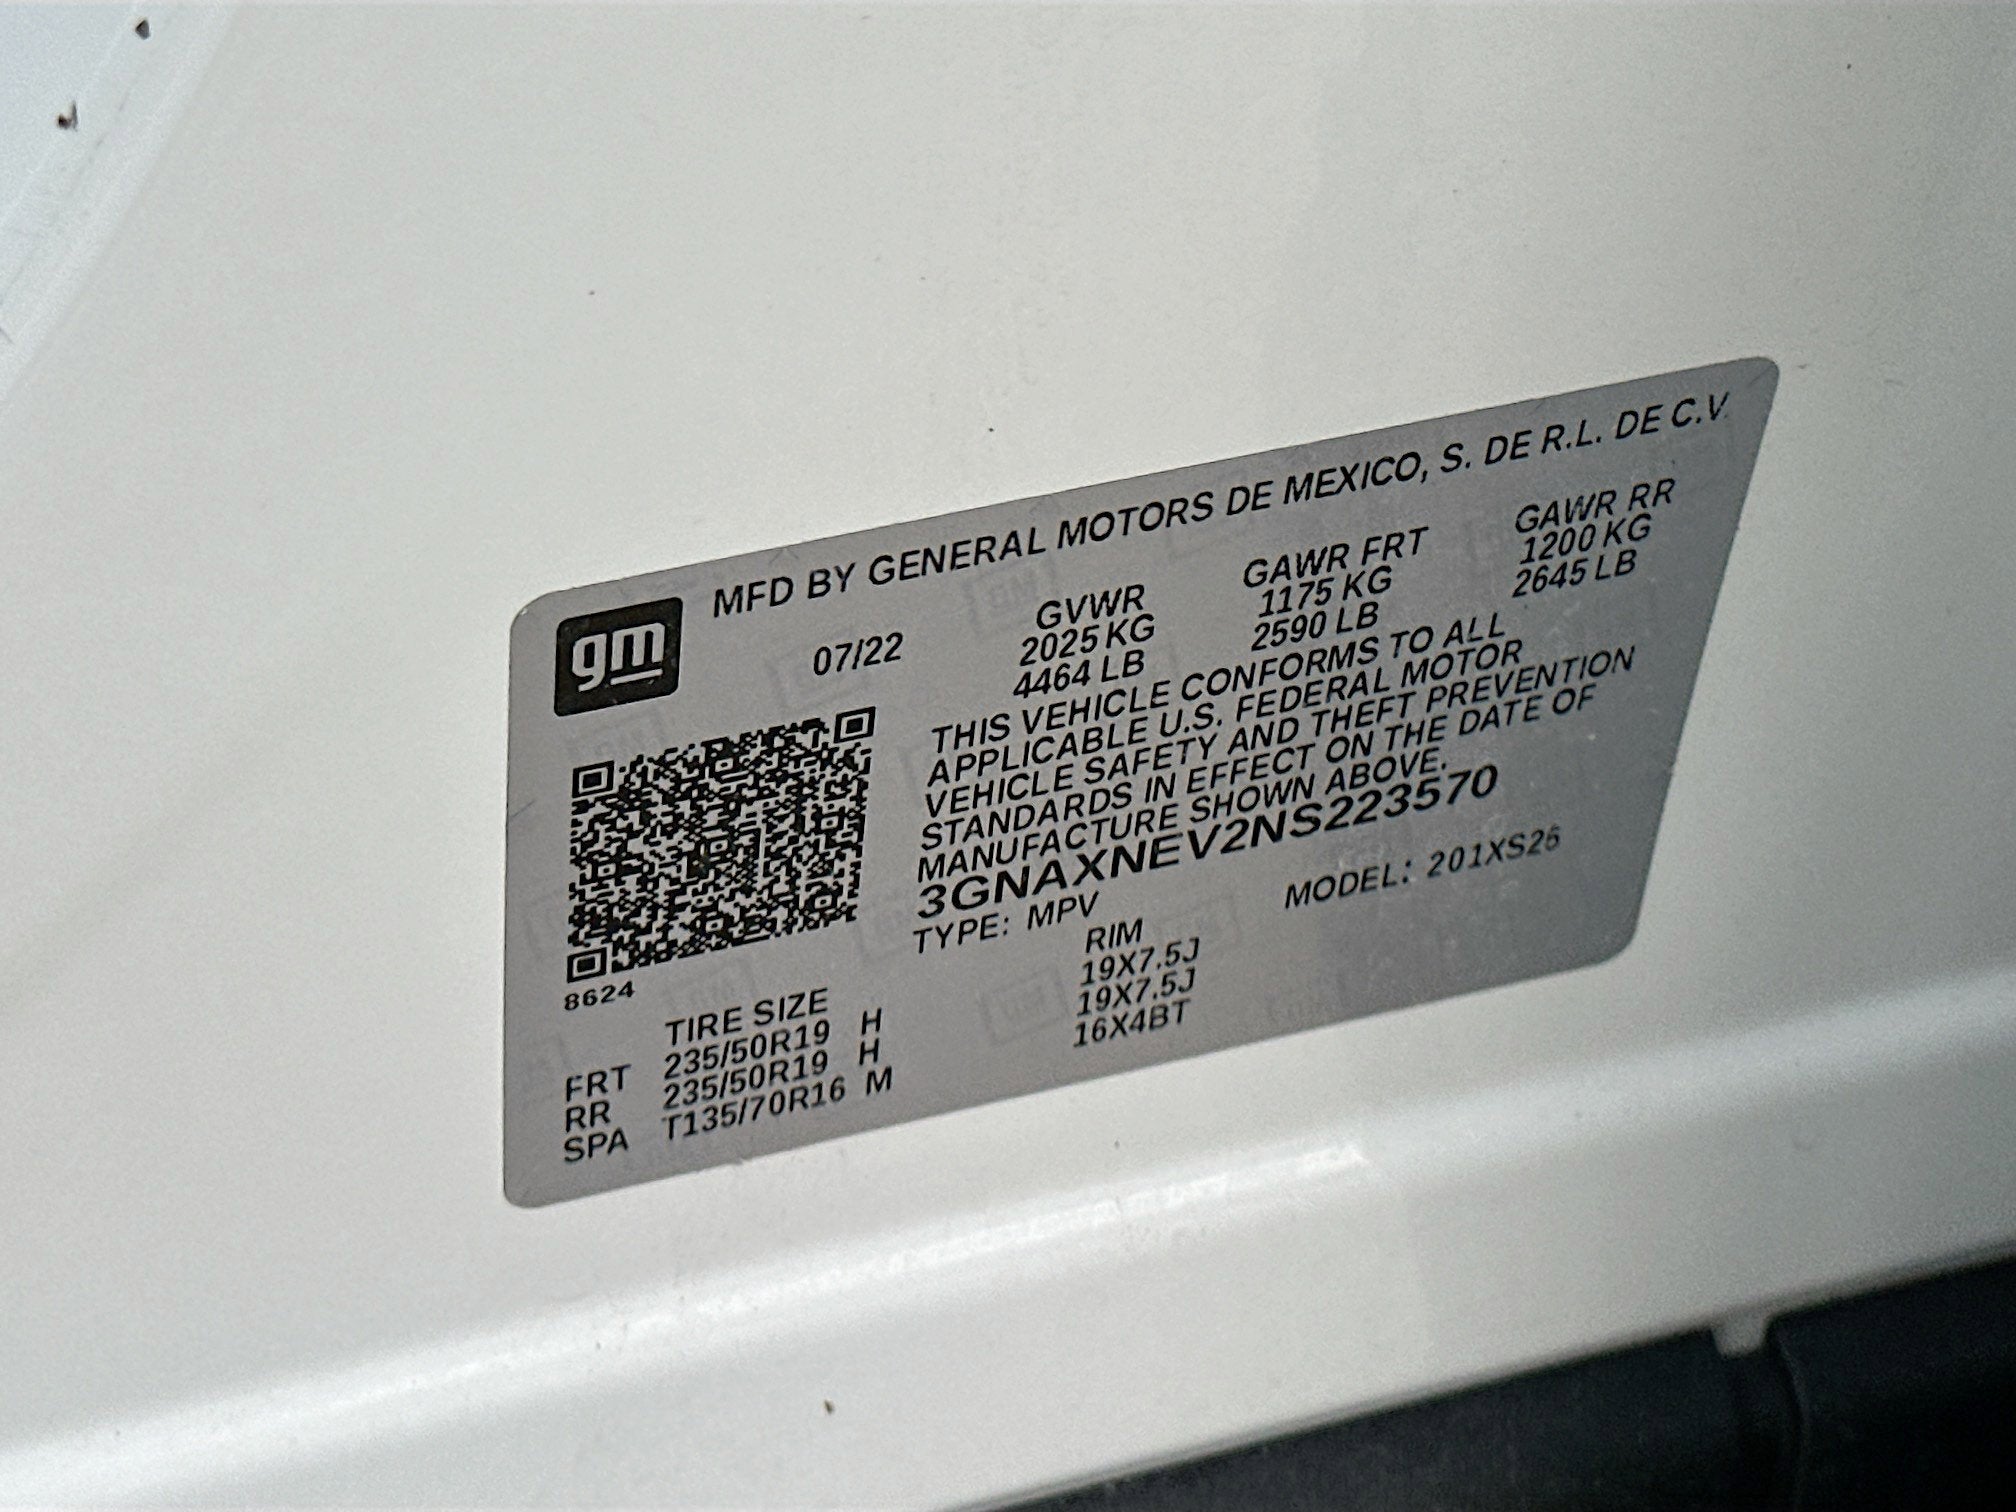 MFD BY GENERAL MOTORS DE MEXICO, S. DE R.L. DE C.V.
gm
07/22
GVWR GAWR FRT GAWR RR
2025 KG 1175 KG 1200 KG
4464 LB 2590 LB 2645 LB
THIS VEHICLE CONFORMS TO ALL
APPLICABLE U.S. FEDERAL MOTOR
VEHICLE SAFETY AND THEFT PREVENTION
STANDARDS IN EFFECT ON THE DATE OF
MANUFACTURE SHOWN ABOVE.
3GNAXNEV2NS223570
TYPE: MPV MODEL: 201XS26
8624
TIRE SIZE RIM
FRT 235/50R19 H 19X7.5J
RR 235/50R19 H 19X7.5J
SPA T135/70R16 M 16X4BT